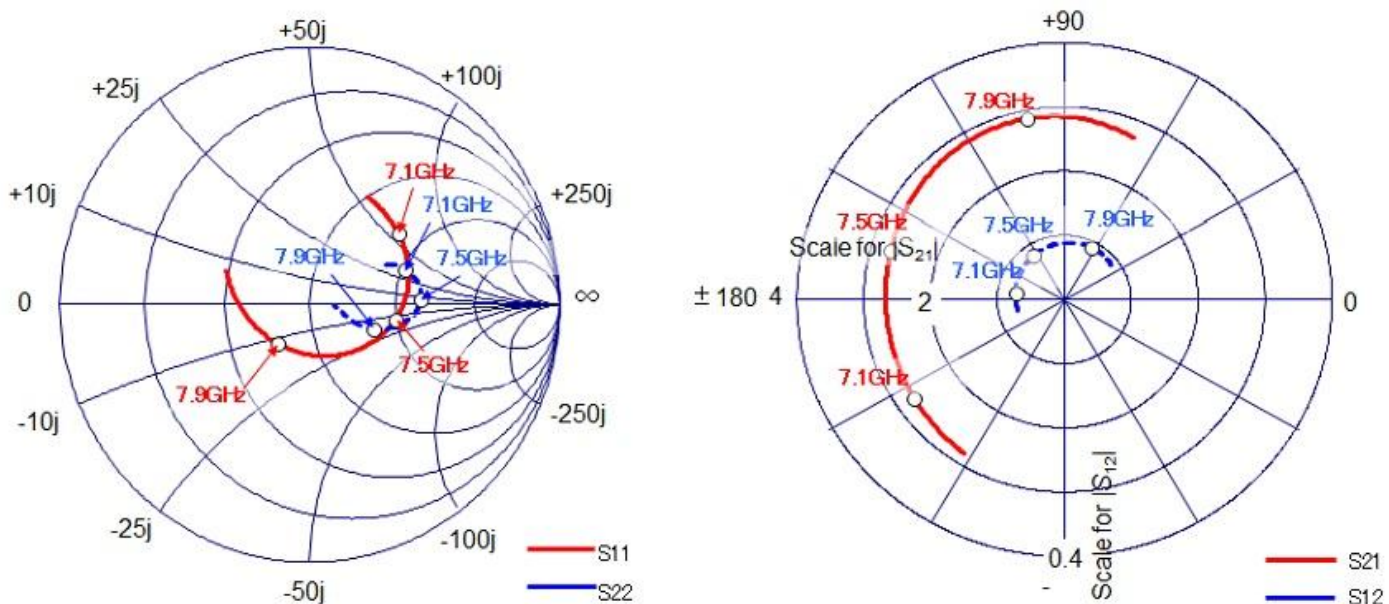 +50j
+25j
+100j
+10j
+250j
0
∞
-10j
-250j
-25j
-100j
-50j
7.1GHz
7.1GHz
7.9GHz
7.5GHz
7.5GHz
7.9GHz
S11
S22
+90
7.9GHz
7.5GHz
7.5GHz
7.9GHz
Scale for |S21|
7.1GHz
± 180
4
2
0
7.1GHz
Scale for |S12|
0.4
-
S21
S12